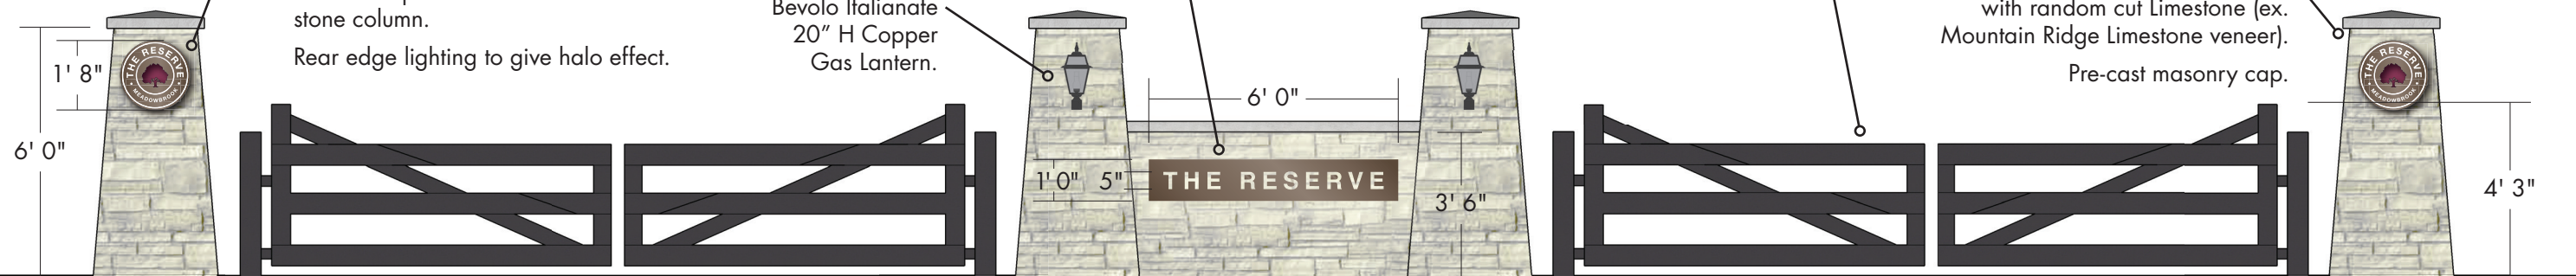 stone column.
Rear edge lighting to give halo effect.
Bevolo Italianate
20” H Copper
Gas Lantern.
with random cut Limestone (ex.
Mountain Ridge Limestone veneer).
Pre-cast masonry cap.
THE RESERVE
MEADOWBROOK
1' 8"
6' 0"
6' 0"
1' 0"
5"
THE RESERVE
3' 6"
THE RESERVE
MEADOWBROOK
4' 3"